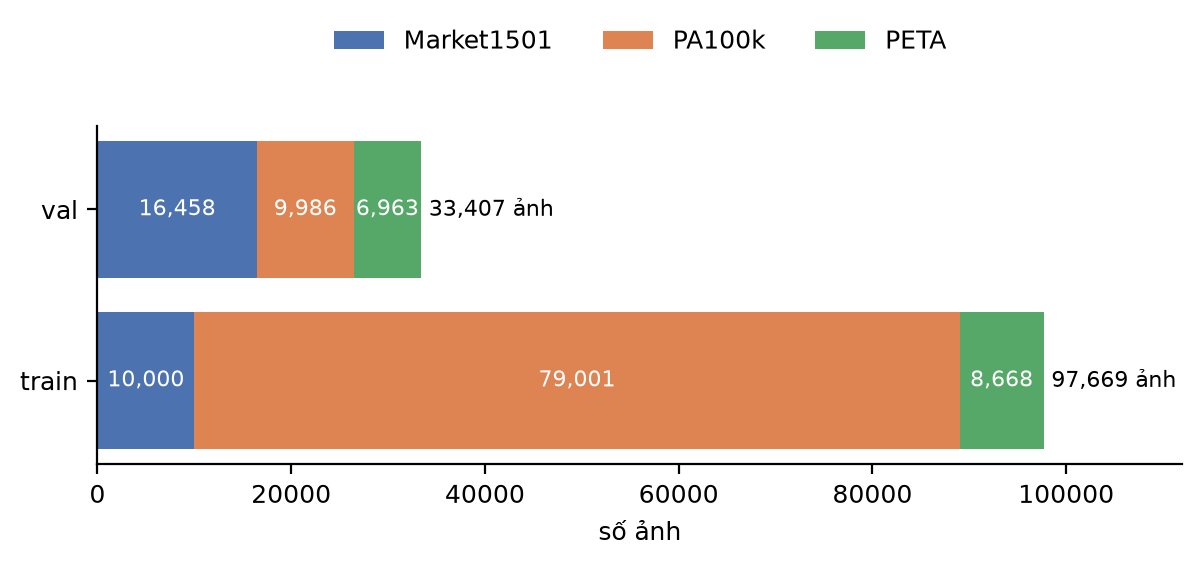 Market1501 PA100k PETA
val 16,458 9,986 6,963 33,407 ảnh
train 10,000 79,001 8,668 97,669 ảnh
0 20000 40000 60000 80000 100000
số ảnh